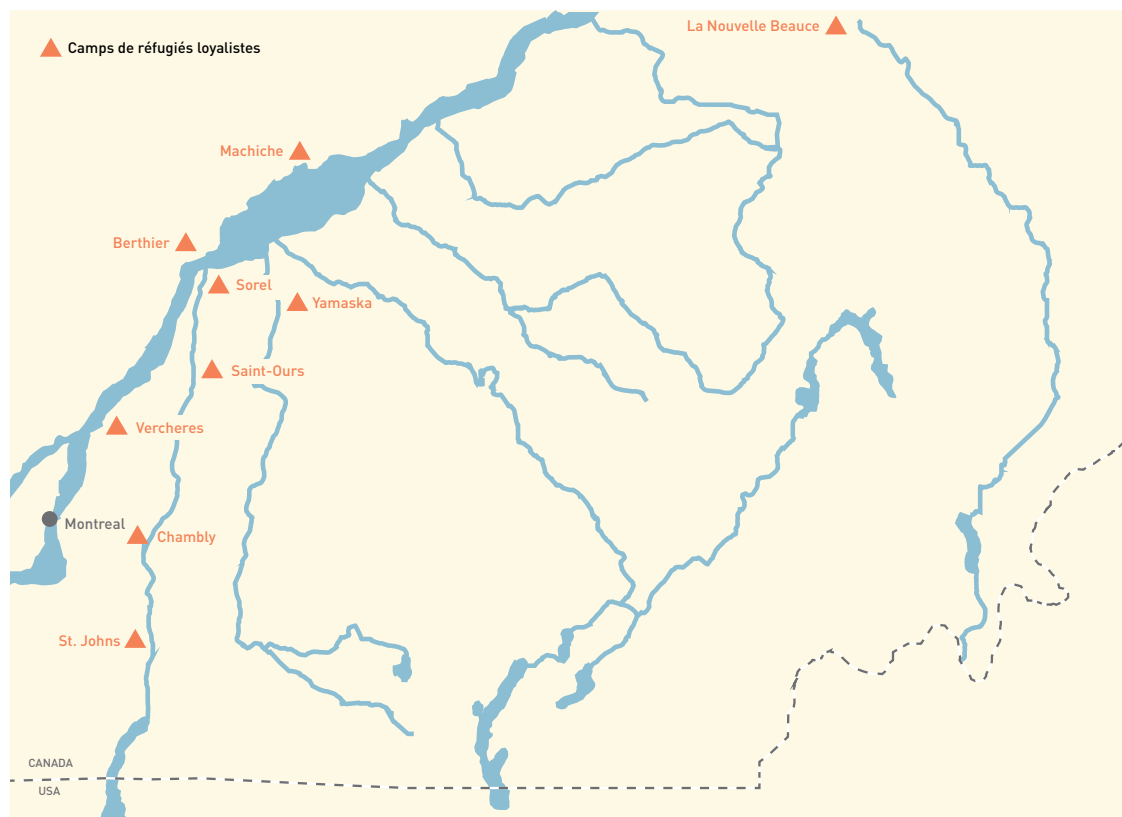 La Nouvelle Beauce
Camps de réfugiés loyalistes
Machiche
Berthier
Sorel
Yamaska
Saint-Ours
Vercheres
Montreal
Chambly
St. Johns
CANADA
USA